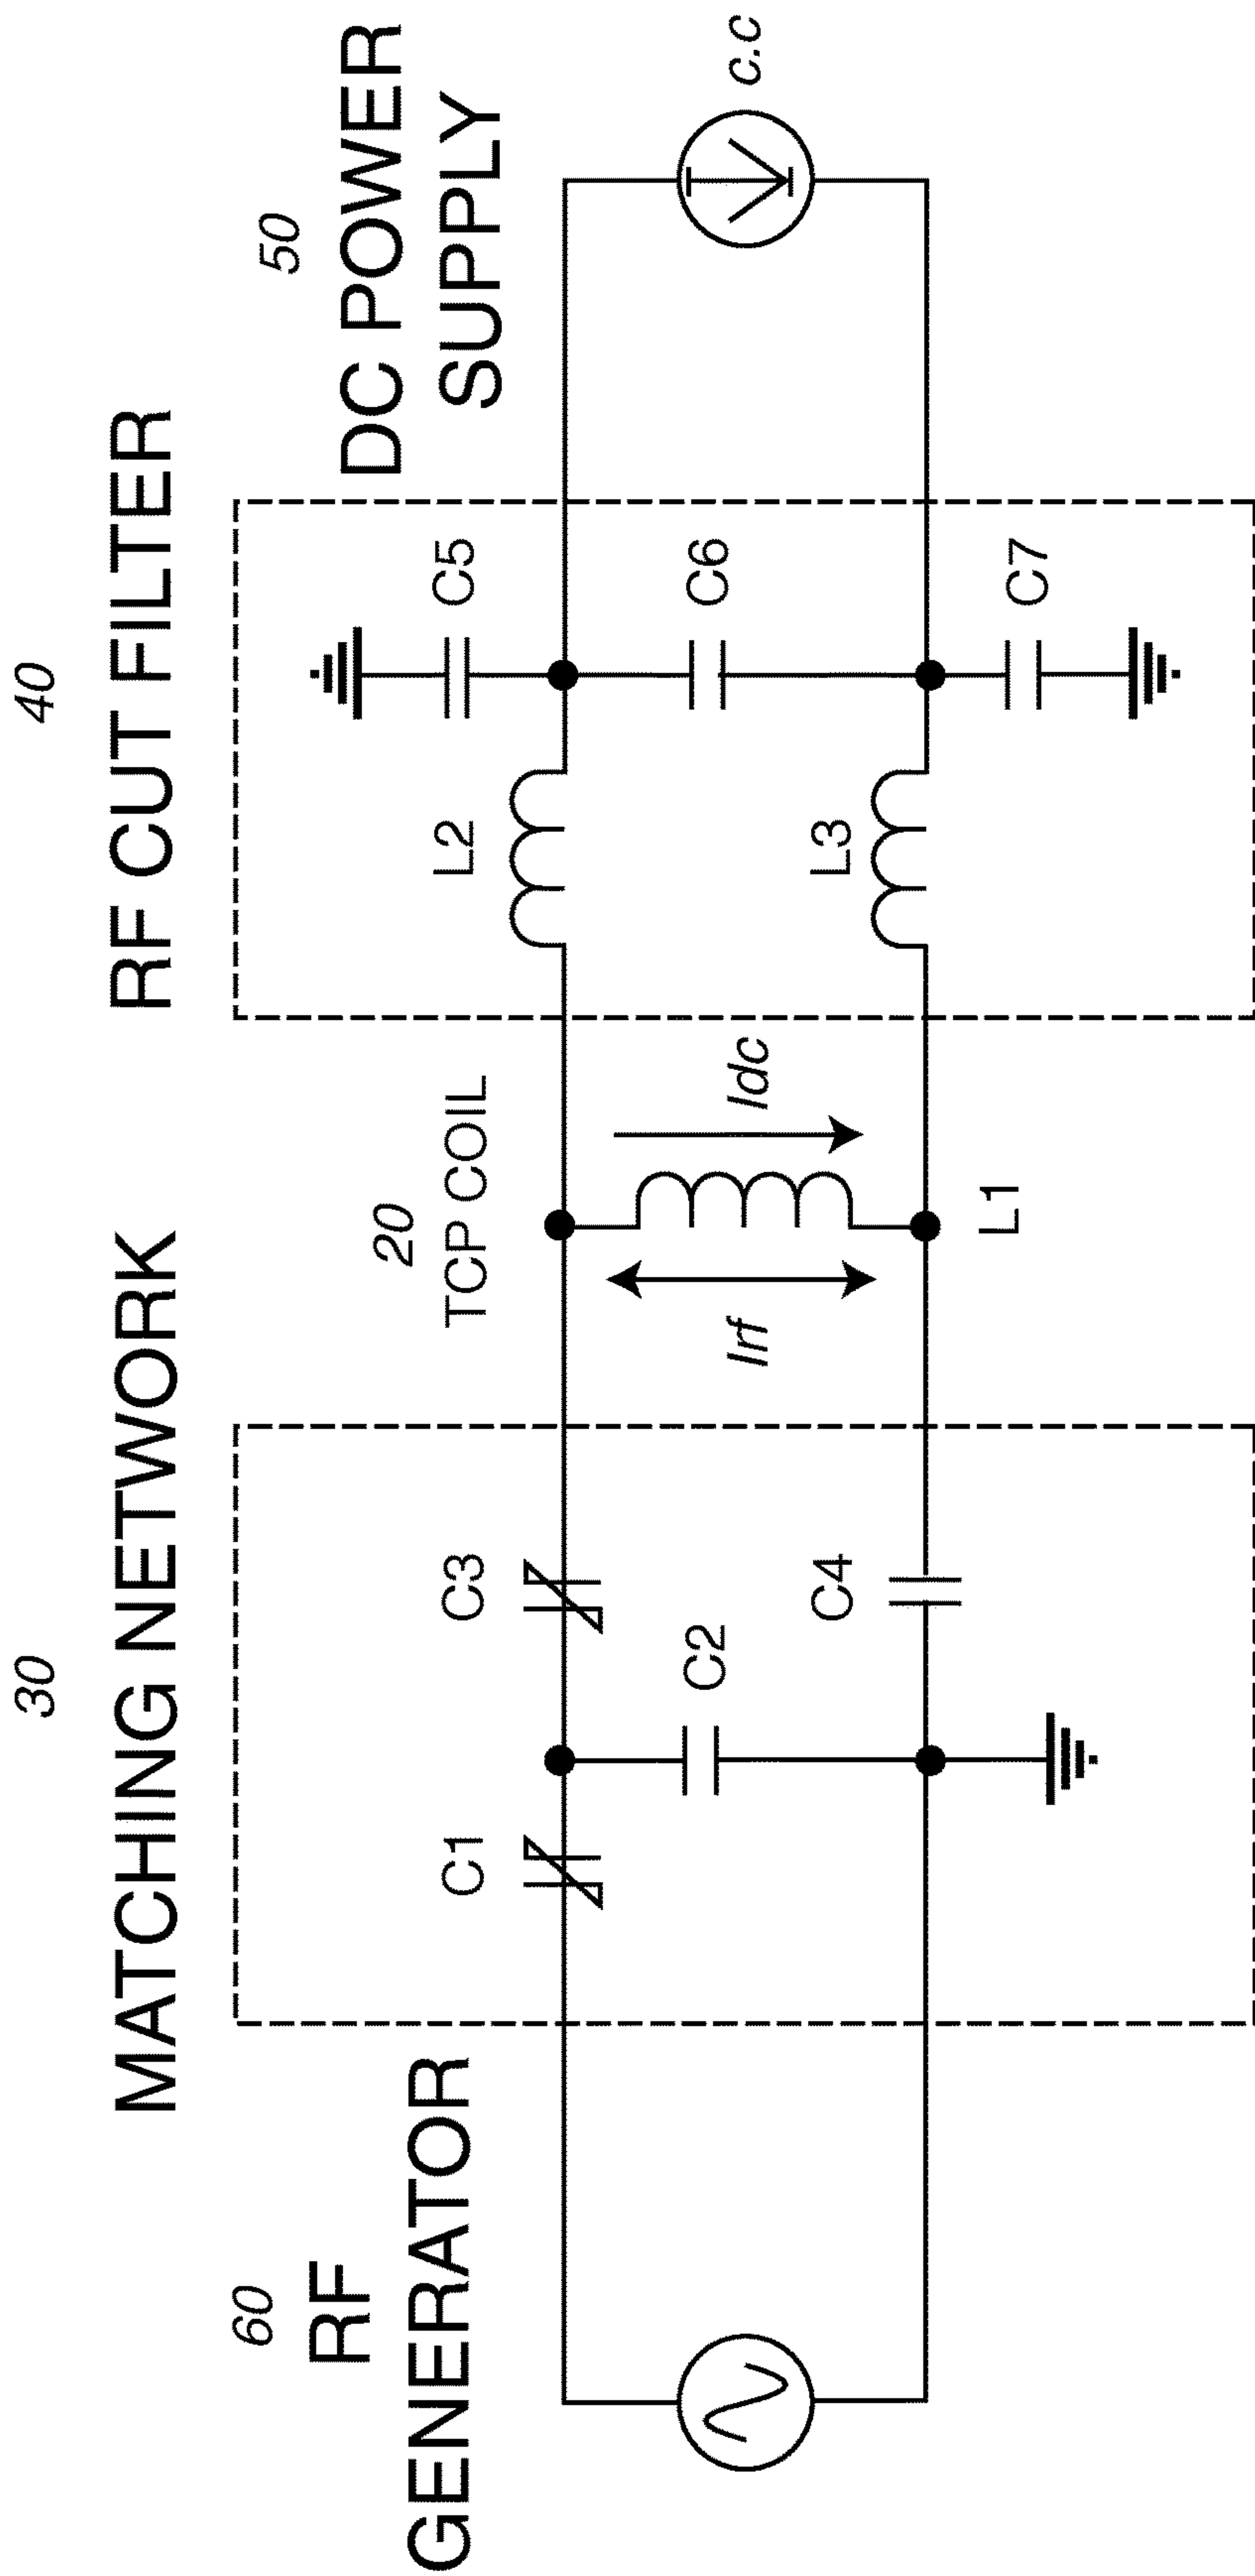 30
MATCHING NETWORK
40
RF CUT FILTER
60
RF
GENERATOR
20
TCP COIL
50
DC POWER
SUPPLY
C1
C3
C2
C4
Irf
Idc
L1
L2
L3
C5
C6
C7
c.c